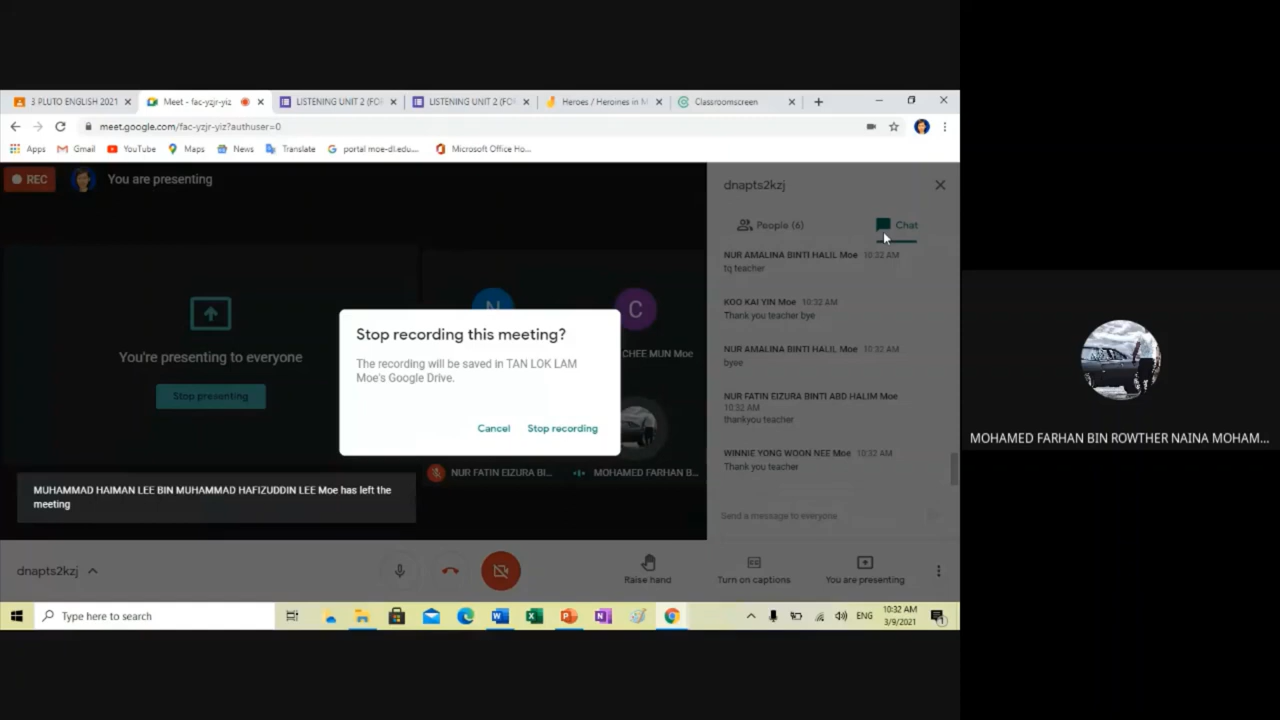 3 PLUTO ENGLISH 2021
Meet - fac-yzjr-yiz
LISTENING UNIT 2 (FOR
LISTENING UNIT 2 (FOR
Heroes / Heroines in M
Classroomscreen
meet.google.com/fac-yzjr-yiz?authuser=0
Apps
Gmail
YouTube
Maps
News
Translate
portal moe-dl.edu...
Microsoft Office Ho...
REC
You are presenting
dnapts2kzj
People (6)
Chat
NUR AMALINA BINTI HALIL Moe 10:32 AM
tq teacher
KOO KAI YIN Moe 10:32 AM
Thank you teacher bye
NUR AMALINA BINTI HALIL Moe 10:32 AM
byee
NUR FATIN EIZURA BINTI ABD HALIM Moe
10:32 AM
thankyou teacher
WINNIE YONG WOON NEE Moe 10:32 AM
Thank you teacher
Send a message to everyone
N
C
You're presenting to everyone
Stop presenting
CHEE MUN Moe
Stop recording this meeting?
The recording will be saved in TAN LOK LAM
Moe's Google Drive.
Cancel
Stop recording
NUR FATIN EIZURA BI...
MOHAMED FARHAN B...
MUHAMMAD HAIMAN LEE BIN MUHAMMAD HAFIZUDDIN LEE Moe has left the
meeting
dnapts2kzj
Raise hand
Turn on captions
You are presenting
Type here to search
ENG
10:32 AM
3/9/2021
MOHAMED FARHAN BIN ROWTHER NAINA MOHAM...